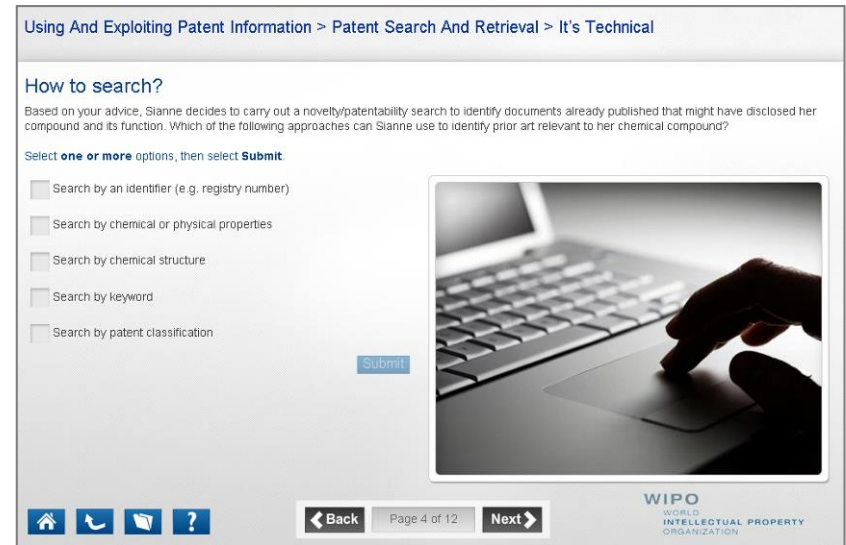 Using And Exploiting Patent Information > Patent Search And Retrieval > It's Technical
How to search?
Based on your advice, Sianne decides to carry out a novelty/patentability search to identify documents already published that might have disclosed her
compound and its function. Which of the following approaches can Sianne use to identify prior art relevant to her chemical compound?
Select one or more options, then select Submit.
Search by an identifier (e.g. registry number)
Search by chemical or physical properties
Search by chemical structure
Search by keyword
Search by patent classification
Submit
?
Back
Page 4 of 12
Next
WIPO
WORLD
INTELLECTUAL PROPERTY
ORGANIZATION